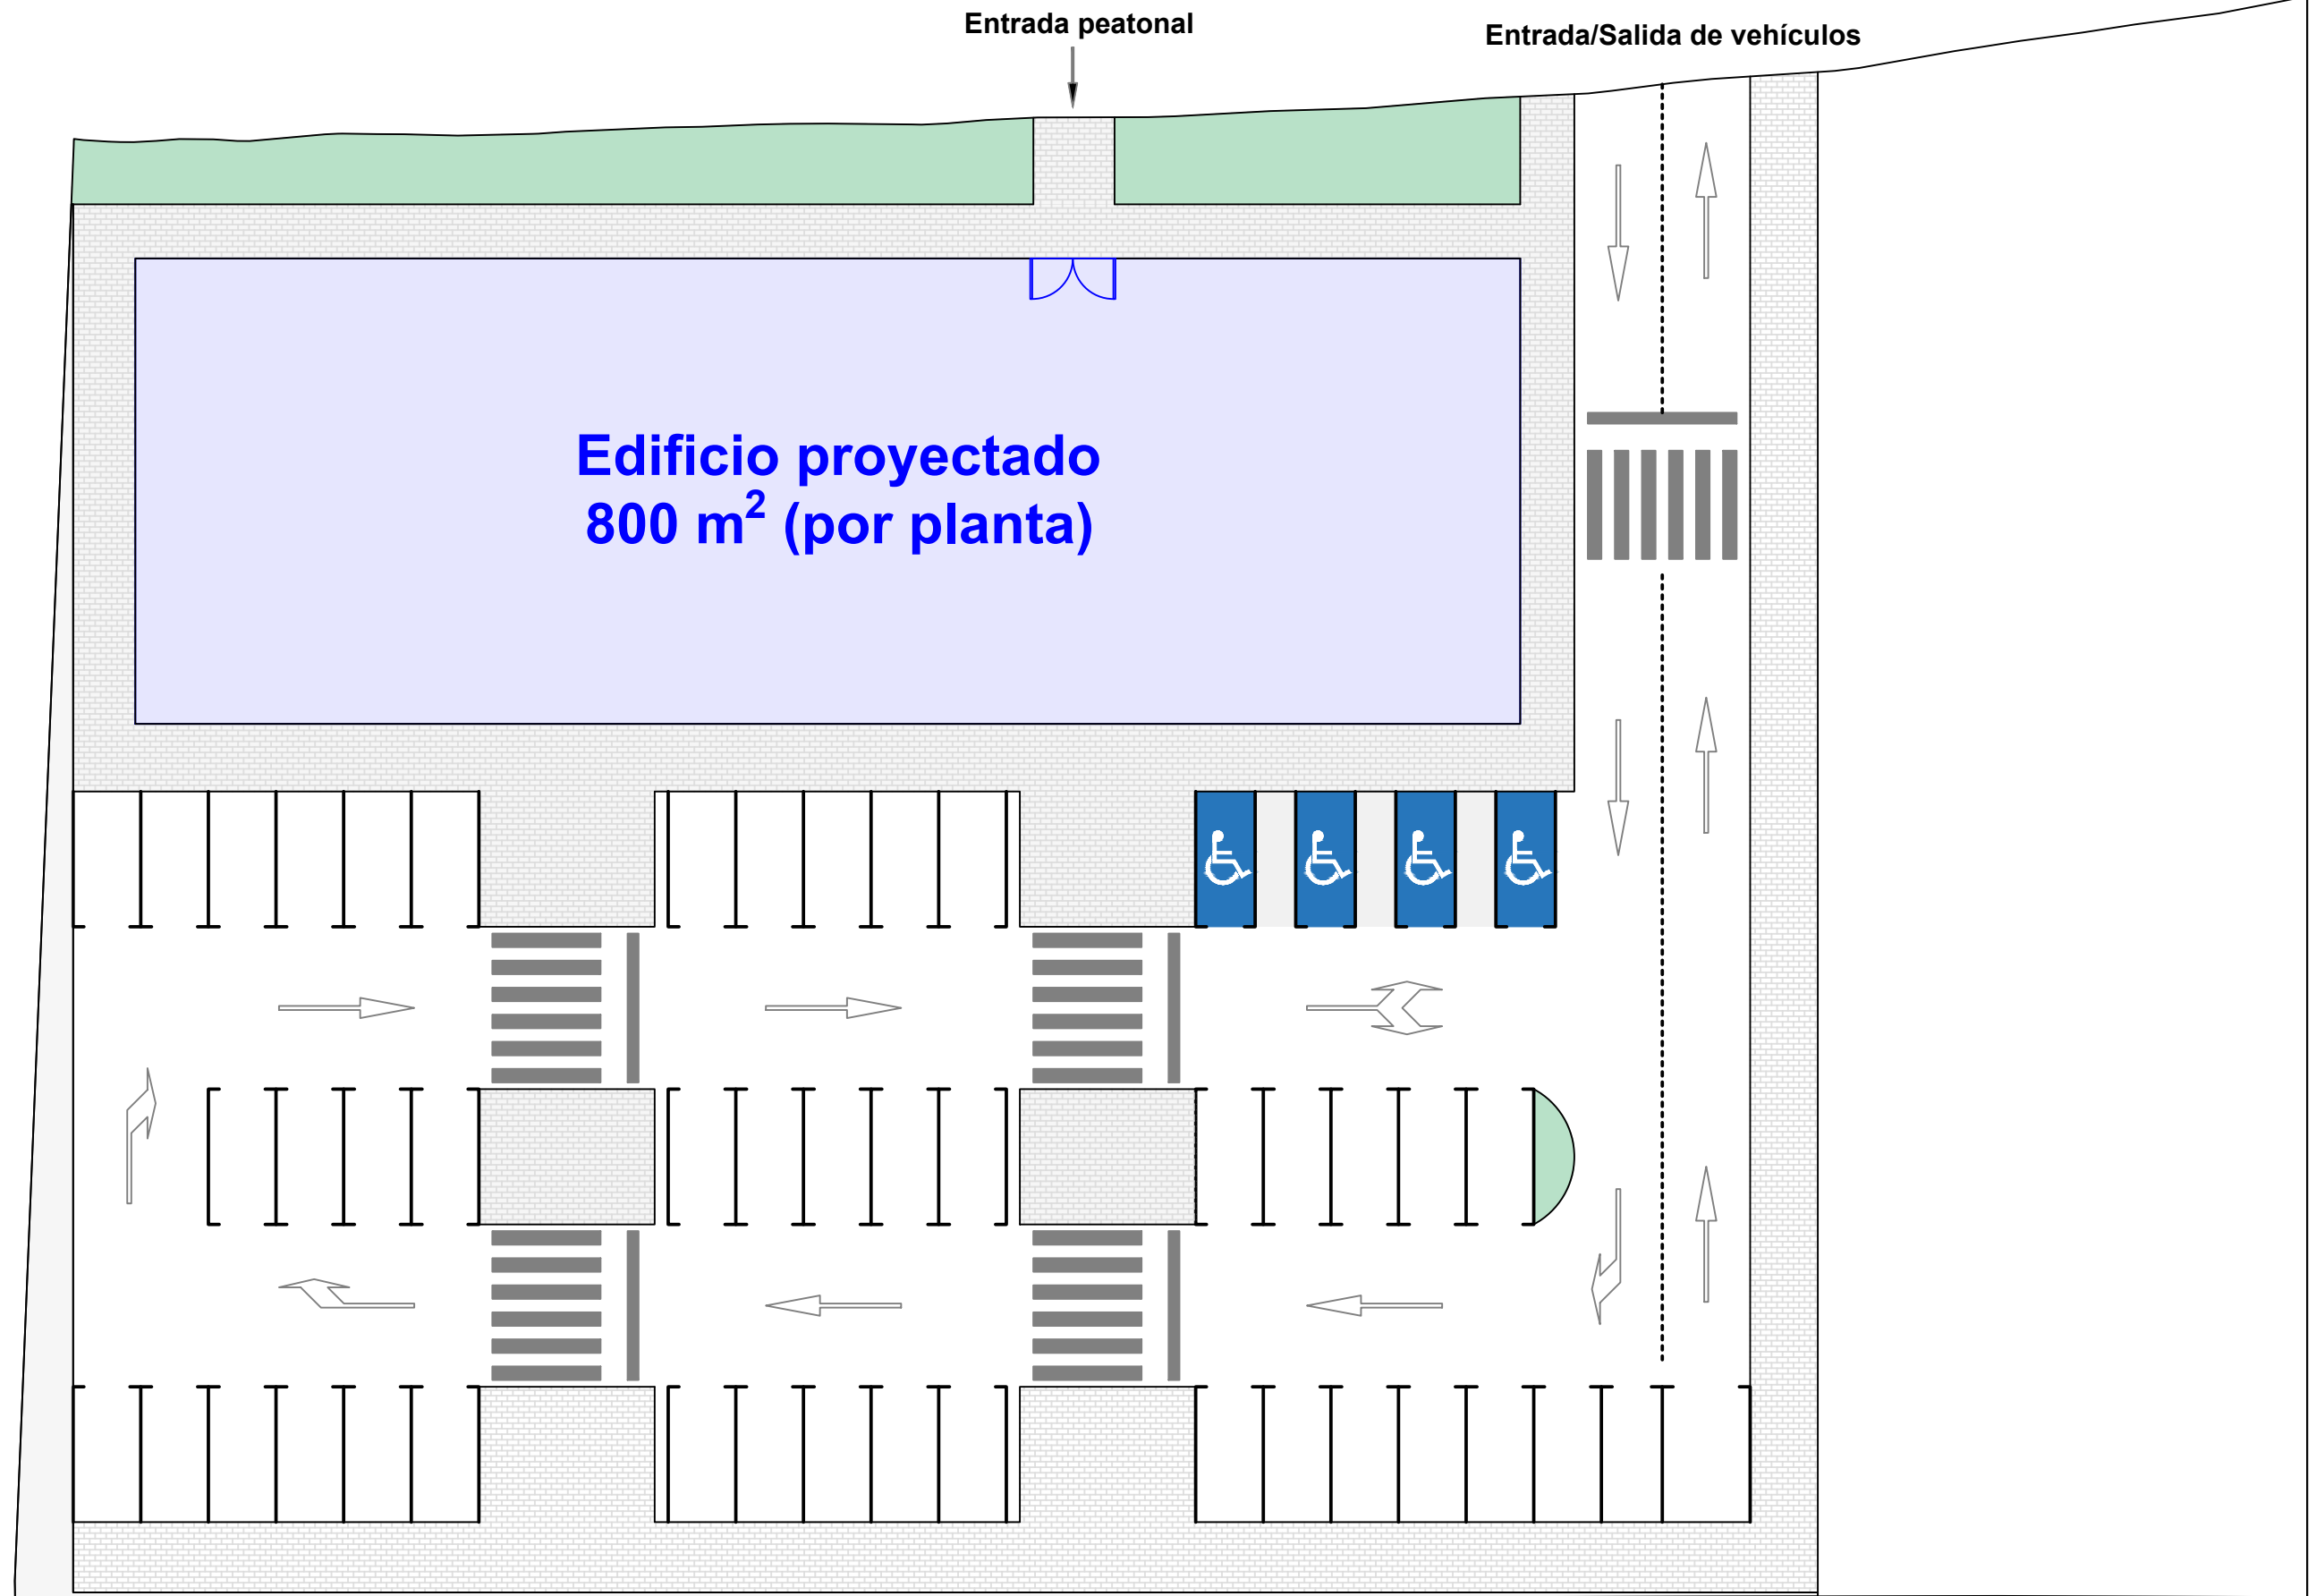 Entrada peatonal
Entrada/Salida de vehículos
Edificio proyectado
800 m² (por planta)